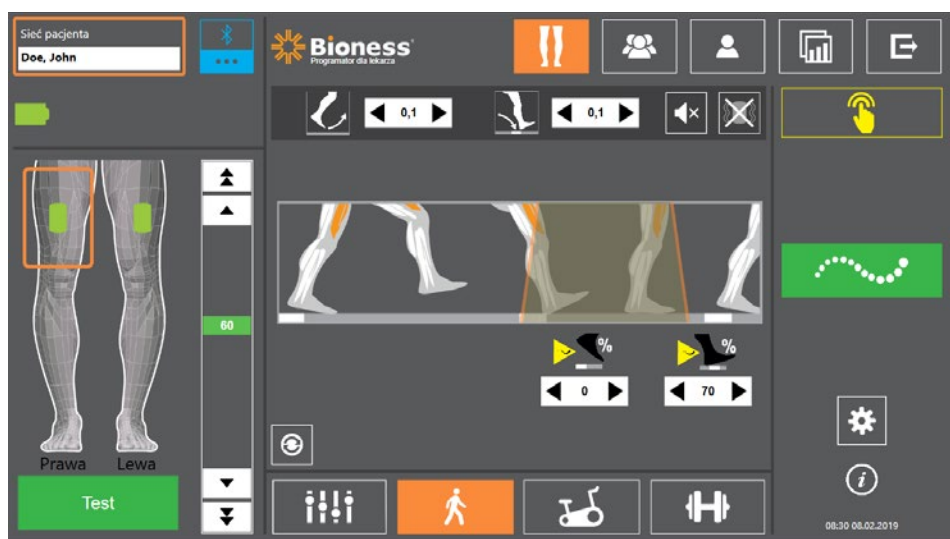 Sieć pacjenta
Doe, John
Bioness
Programator dla lekarza
0,1
0,1
60
%
%
0
70
Prawa
Lewa
Test
i
08:30 08.02.2019